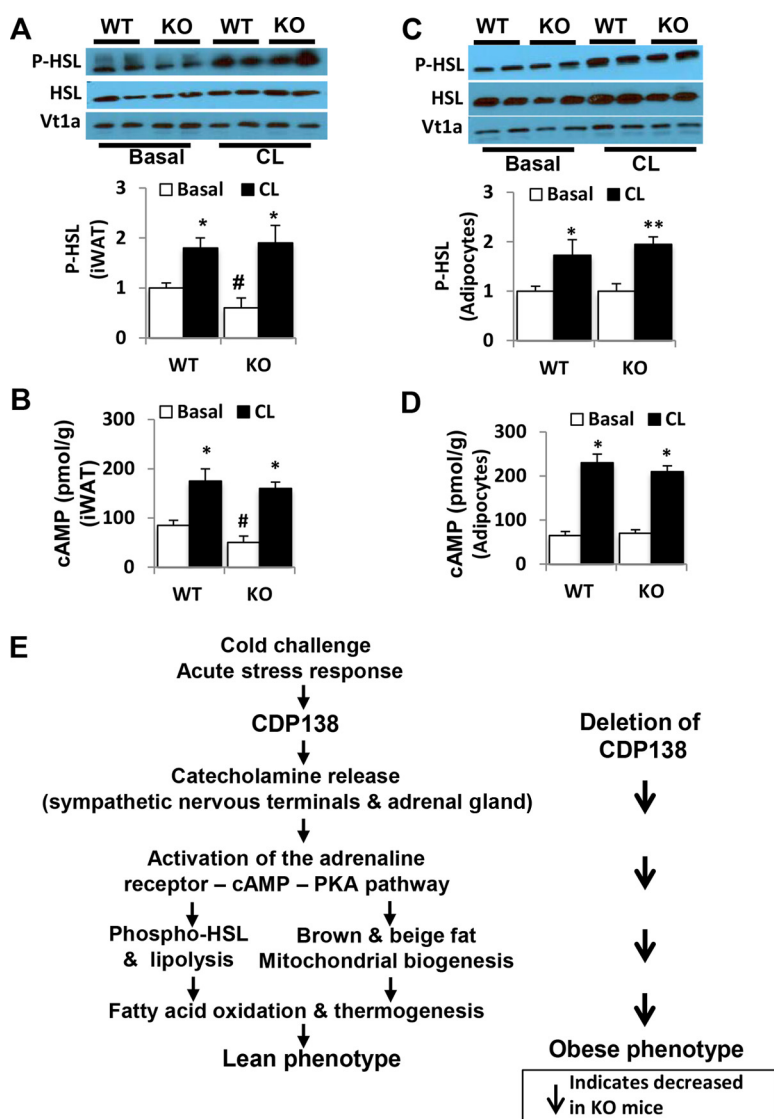 A
WT KO WT KO
P-HSL
HSL
Vt1a
Basal CL
Basal CL
P-HSL
(iWAT)
3
2
1
0
* # *
WT KO
B
Basal CL
cAMP (pmol/g)
(iWAT)
300
200
100
0
* # *
WT KO
C
WT KO WT KO
P-HSL
HSL
Vt1a
Basal CL
Basal CL
P-HSL
(Adipocytes)
3
2
1
0
* **
WT KO
D
Basal CL
cAMP (pmol/g)
(Adipocytes)
300
200
100
0
* *
WT KO
E
Cold challenge
Acute stress response
CDP138
Catecholamine release
(sympathetic nervous terminals & adrenal gland)
Activation of the adrenaline
receptor – cAMP – PKA pathway
Phospho-HSL
& lipolysis
Brown & beige fat
Mitochondrial biogenesis
Fatty acid oxidation & thermogenesis
Lean phenotype
Deletion of
CDP138
Obese phenotype
Indicates decreased
in KO mice